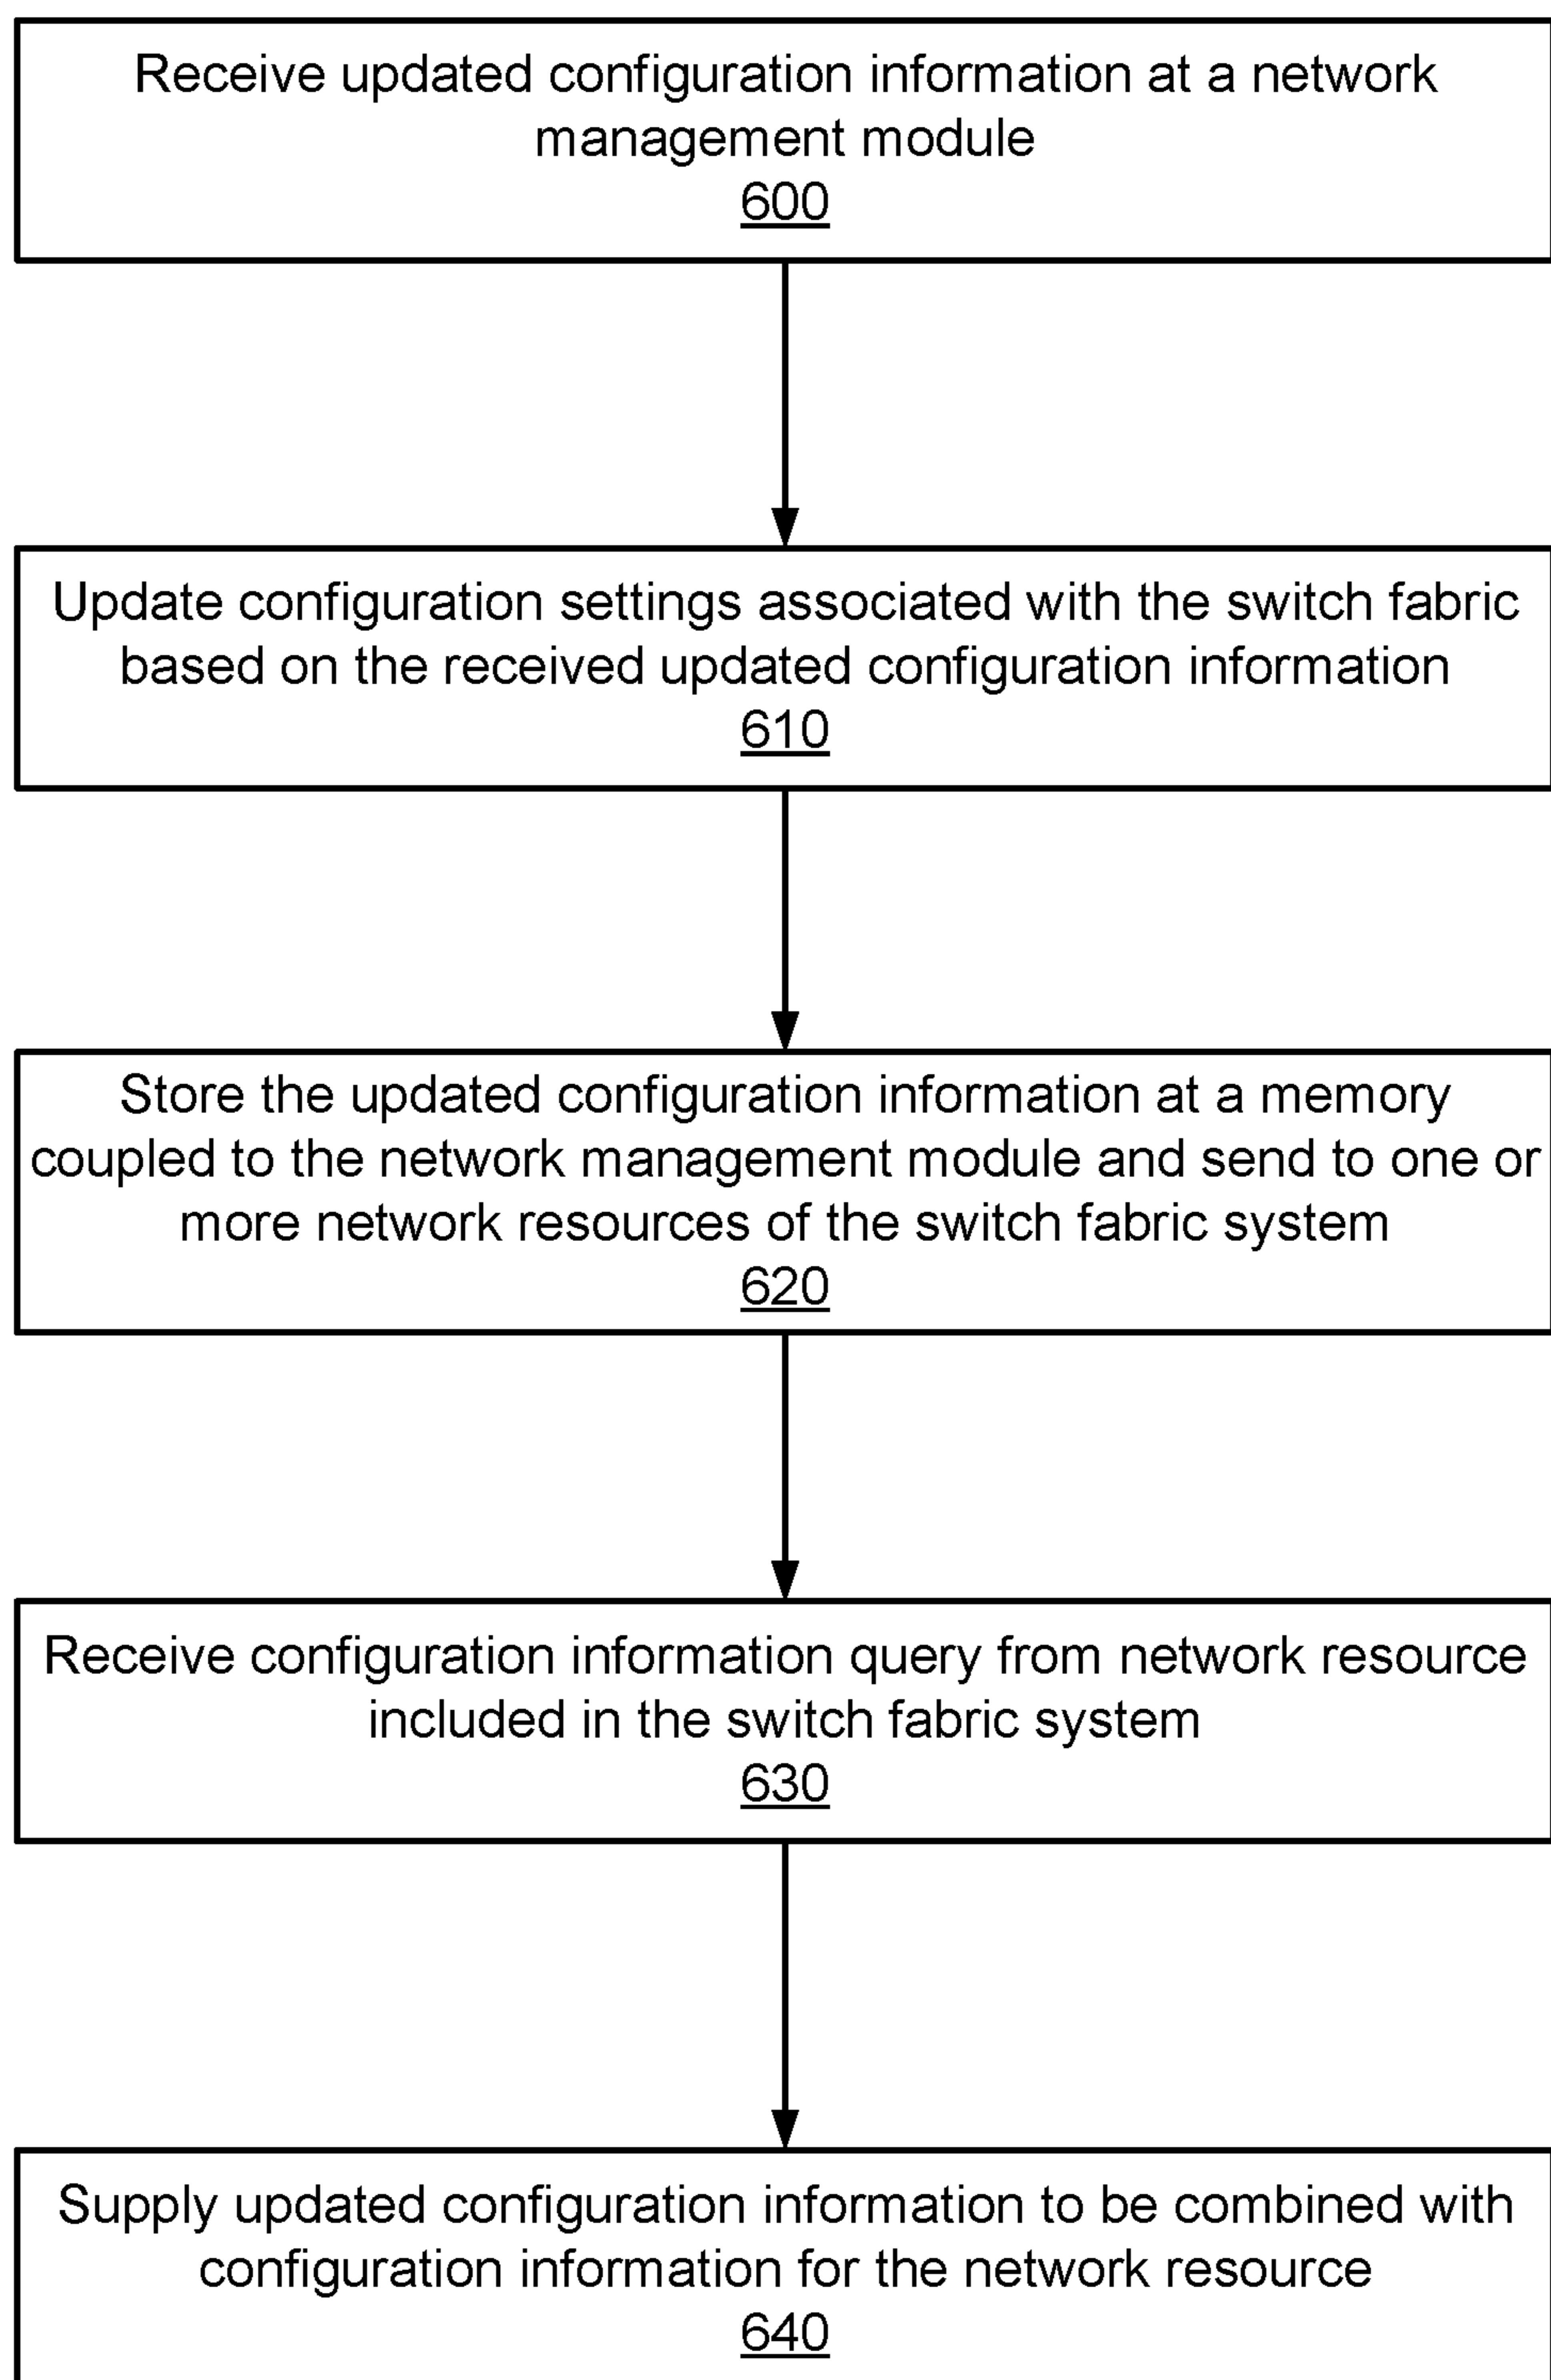 Receive updated configuration information at a network
management module
600
Update configuration settings associated with the switch fabric
based on the received updated configuration information
610
Store the updated configuration information at a memory
coupled to the network management module and send to one or
more network resources of the switch fabric system
620
Receive configuration information query from network resource
included in the switch fabric system
630
Supply updated configuration information to be combined with
configuration information for the network resource
640